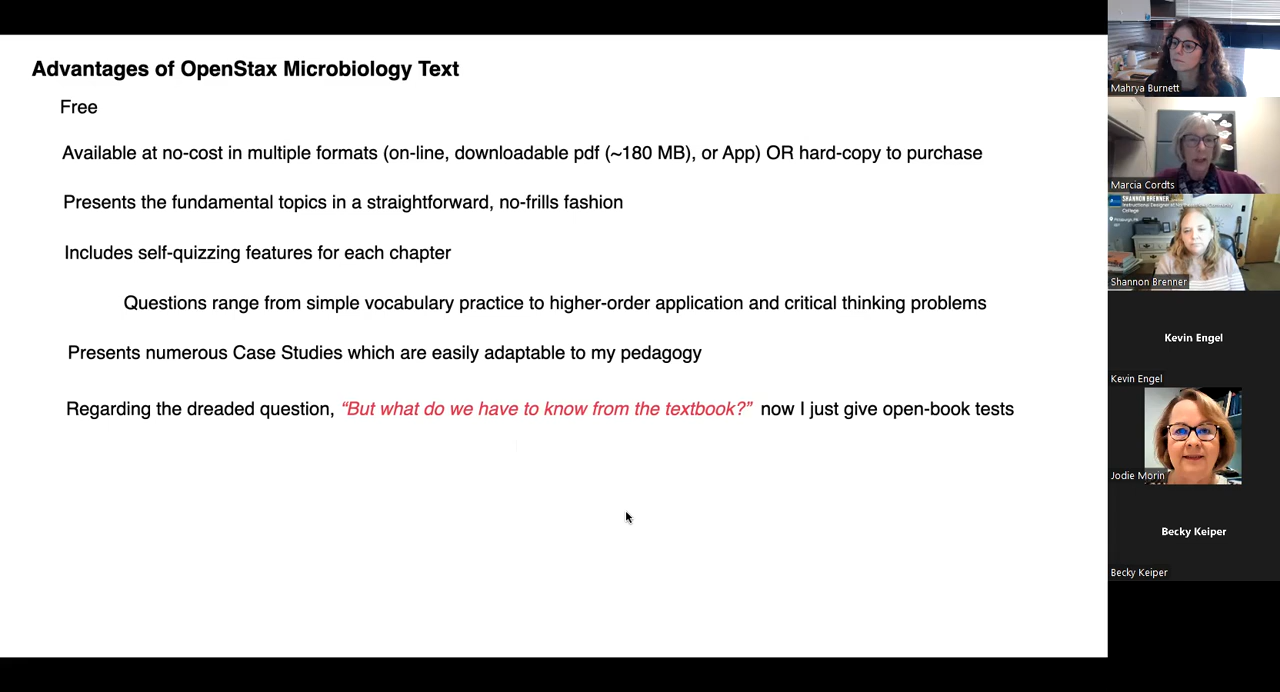 Advantages of OpenStax Microbiology Text
Free
Available at no-cost in multiple formats (on-line, downloadable pdf (~180 MB), or App) OR hard-copy to purchase
Presents the fundamental topics in a straightforward, no-frills fashion
Includes self-quizzing features for each chapter
Questions range from simple vocabulary practice to higher-order application and critical thinking problems
Presents numerous Case Studies which are easily adaptable to my pedagogy
Regarding the dreaded question, “But what do we have to know from the textbook?” now I just give open-book tests
Mahrya Burnett
Marcia Cordts
SHANNON BRENNER
Shannon Brenner
Kevin Engel
Kevin Engel
Jodie Morin
Becky Keiper
Becky Keiper